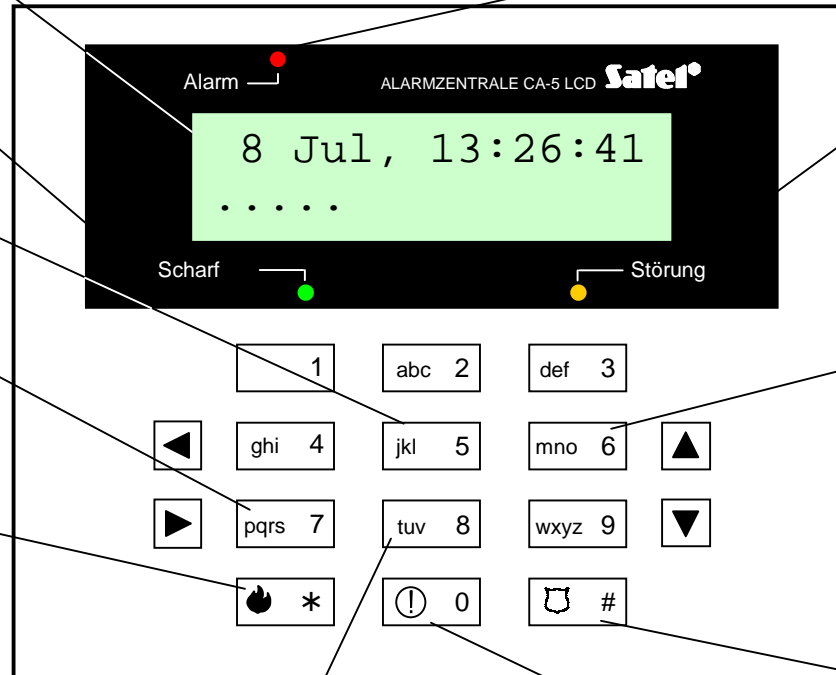 Alarm
ALARMZENTRALE CA-5 LCD Satel®
8 Jul, 13:26:41
.....
Scharf Störung
1 abc 2 def 3
ghi 4 jkl 5 mno 6
pqrs 7 tuv 8 wxyz 9
* ! 0 #